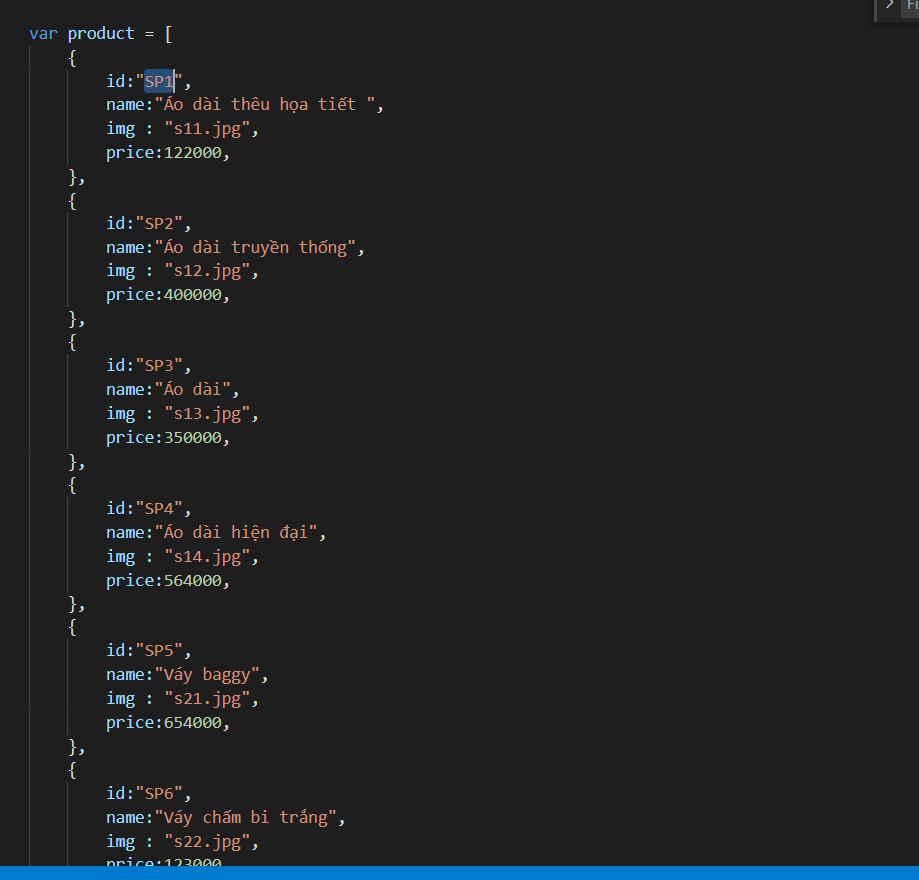 var product = [
{
id:"SP1",
name:"Áo dài thêu họa tiết ",
img : "s11.jpg",
price:122000,
},
{
id:"SP2",
name:"Áo dài truyền thống",
img : "s12.jpg",
price:400000,
},
{
id:"SP3",
name:"Áo dài",
img : "s13.jpg",
price:350000,
},
{
id:"SP4",
name:"Áo dài hiện đại",
img : "s14.jpg",
price:564000,
},
{
id:"SP5",
name:"Váy baggy",
img : "s21.jpg",
price:654000,
},
{
id:"SP6",
name:"Váy chấm bi trắng",
img : "s22.jpg",
price:123000